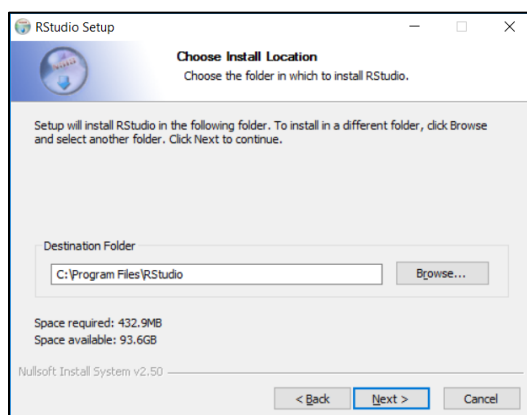 RStudio Setup
Choose Install Location
Choose the folder in which to install RStudio.
Setup will install RStudio in the following folder. To install in a different folder, click Browse
and select another folder. Click Next to continue.
Destination Folder
C:\Program Files\RStudio
Browse...
Space required: 432.9MB
Space available: 93.6GB
Nullsoft Install System v2.50
< Back
Next >
Cancel